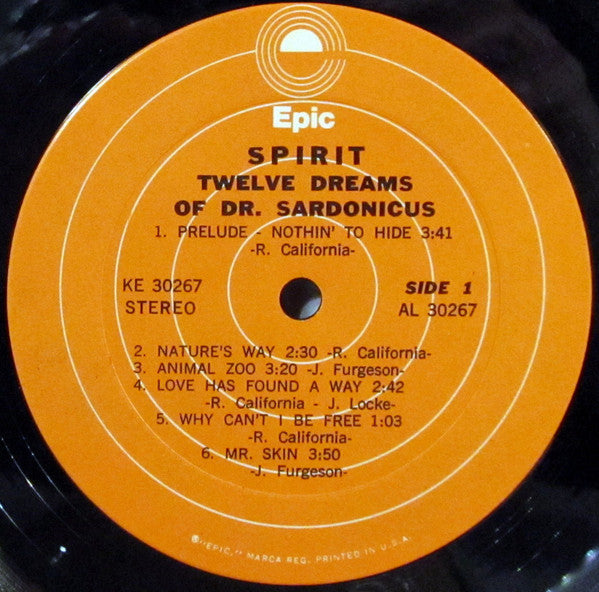 Epic
SPIRIT
TWELVE DREAMS
OF DR. SARDONICUS
1. PRELUDE - NOTHIN' TO HIDE 3:41
-R. California-
KE 30267
STEREO
SIDE 1
AL 30267
2. NATURE'S WAY 2:30 -R. California-
3. ANIMAL ZOO 3:20 -J. Furgeson-
4. LOVE HAS FOUND A WAY 2:42
-R. California - J. Locke-
5. WHY CAN'T I BE FREE 1:03
-R. California-
6. MR. SKIN 3:50
-J. Furgeson-
Ⓟ "EPIC," MARCA REG. PRINTED IN U.S.A.